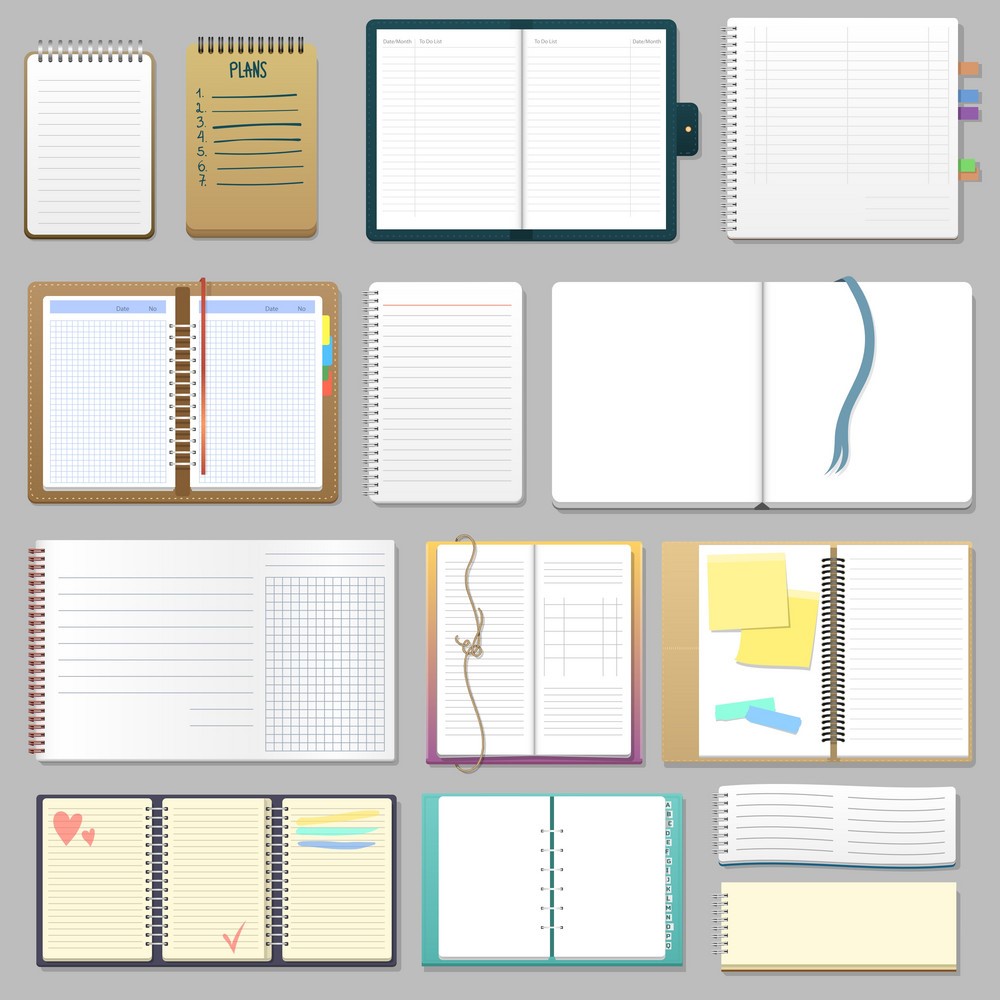 PLANS
1.
2.
3.
4.
5.
6.
7.
Date/Month To Do List
To Do List Date/Month
Date No
Date No
A
B
E
D
E
F
G
I
J
K
L
M
N
D
P
Q